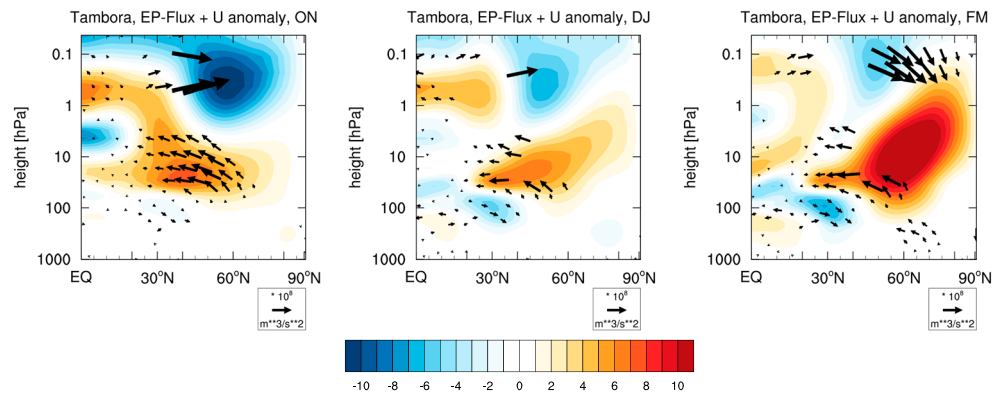 Tambora, EP-Flux + U anomaly, ON
Tambora, EP-Flux + U anomaly, DJ
Tambora, EP-Flux + U anomaly, FM
height [hPa]
0.1
1
10
100
1000
EQ 30°N 60°N 90°N
* 10⁸
m**3/s**2
height [hPa]
0.1
1
10
100
1000
EQ 30°N 60°N 90°N
* 10⁸
m**3/s**2
height [hPa]
0.1
1
10
100
1000
EQ 30°N 60°N 90°N
* 10⁸
m**3/s**2
-10 -8 -6 -4 -2 0 2 4 6 8 10